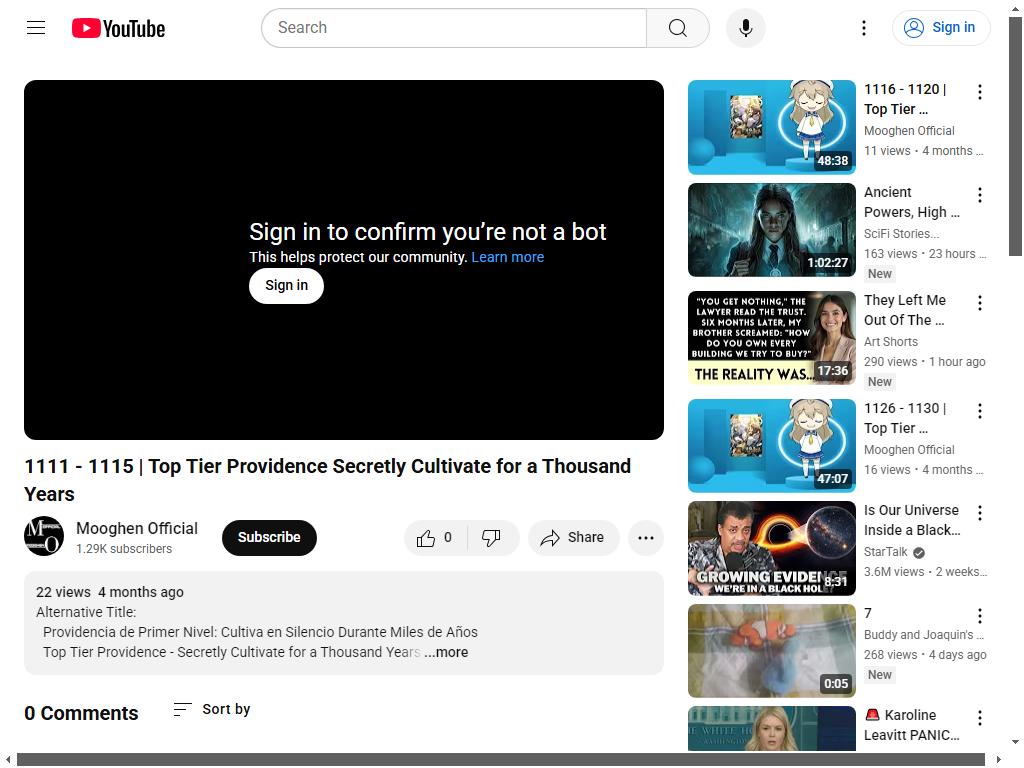 YouTube
Search
Sign in
Sign in to confirm you’re not a bot
This helps protect our community. Learn more
Sign in
1111 - 1115 | Top Tier Providence Secretly Cultivate for a Thousand
Years
Mooghen Official
1.29K subscribers
Subscribe
0
Share
22 views 4 months ago
Alternative Title:
Providencia de Primer Nivel: Cultiva en Silencio Durante Miles de Años
Top Tier Providence - Secretly Cultivate for a Thousand Years ...more
0 Comments
Sort by
48:38
1116 - 1120 |
Top Tier ...
Mooghen Official
11 views • 4 months ...
1:02:27
Ancient
Powers, High ...
SciFi Stories...
163 views • 23 hours ...
New
"YOU GET NOTHING," THE
LAWYER READ THE TRUST.
SIX MONTHS LATER, MY
BROTHER SCREAMED: "HOW
DO YOU OWN EVERY
BUILDING WE TRY TO BUY?"
THE REALITY WAS...
17:36
They Left Me
Out Of The ...
Art Shorts
290 views • 1 hour ago
New
47:07
1126 - 1130 |
Top Tier ...
Mooghen Official
16 views • 4 months ...
GROWING EVIDENCE
WE'RE IN A BLACK HOLE?
8:31
Is Our Universe
Inside a Black...
StarTalk
3.6M views • 2 weeks...
0:05
7
Buddy and Joaquin's ...
268 views • 4 days ago
New
THE WHITE HO
WASHINGTON
🚨 Karoline
Leavitt PANIC...